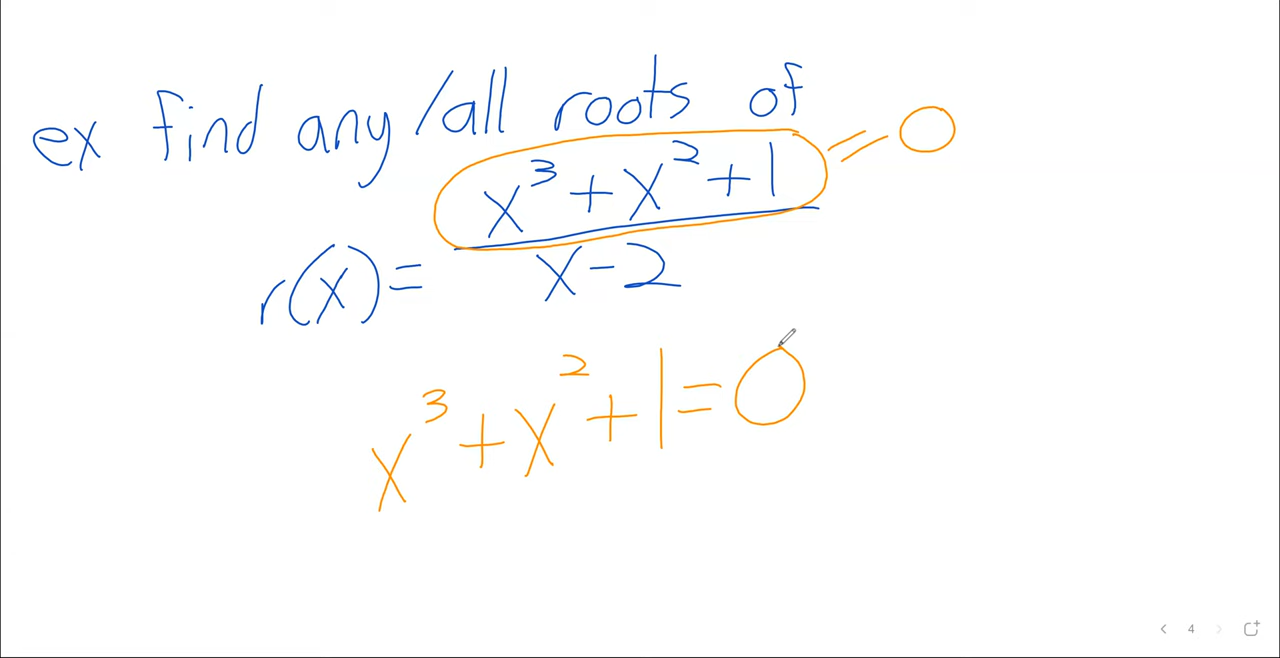 ex find any/all roots of
r(x) = (x³ + x² + 1)/(x - 2) = 0
x³ + x² + 1 = 0
4